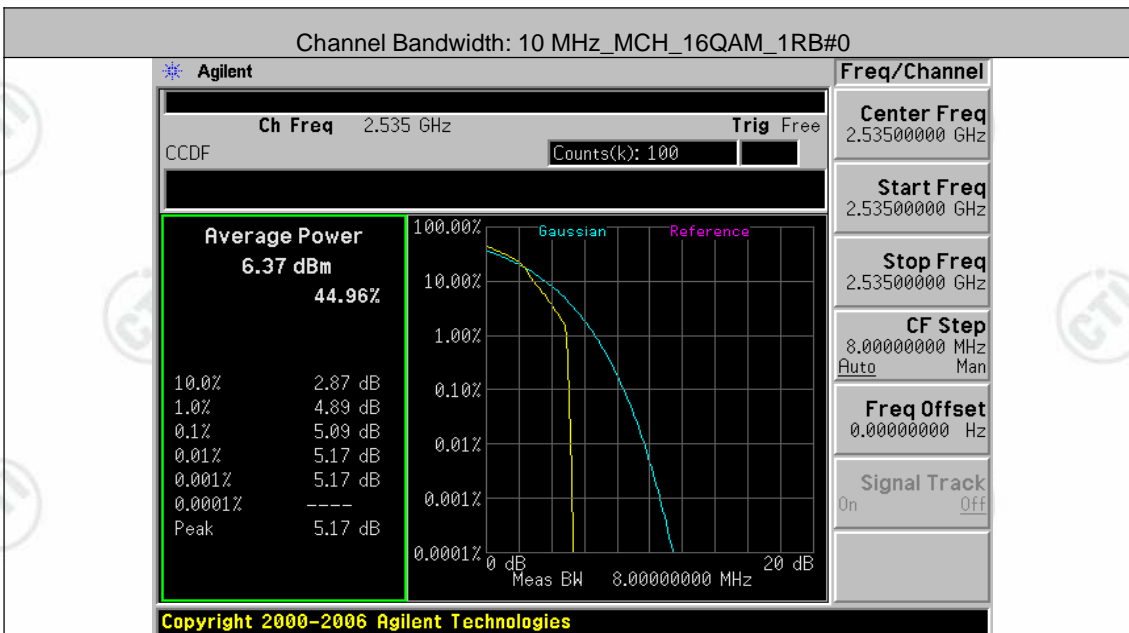 Channel Bandwidth: 10 MHz_MCH_16QAM_1RB#0
Agilent
Freq/Channel
Ch Freq 2.535 GHz Trig Free
CCDF Counts(k): 100
Center Freq
2.53500000 GHz
Start Freq
2.53500000 GHz
Stop Freq
2.53500000 GHz
CF Step
8.00000000 MHz
Auto Man
Freq Offset
0.00000000 Hz
Signal Track
On Off
Average Power
6.37 dBm
44.96%
10.0% 2.87 dB
1.0% 4.89 dB
0.1% 5.09 dB
0.01% 5.17 dB
0.001% 5.17 dB
0.0001% ----
Peak 5.17 dB
Gaussian Reference
100.00%
10.00%
1.00%
0.10%
0.01%
0.001%
0.0001%
0 dB 20 dB
Meas BW 8.00000000 MHz
Copyright 2000-2006 Agilent Technologies
CTI
CTI